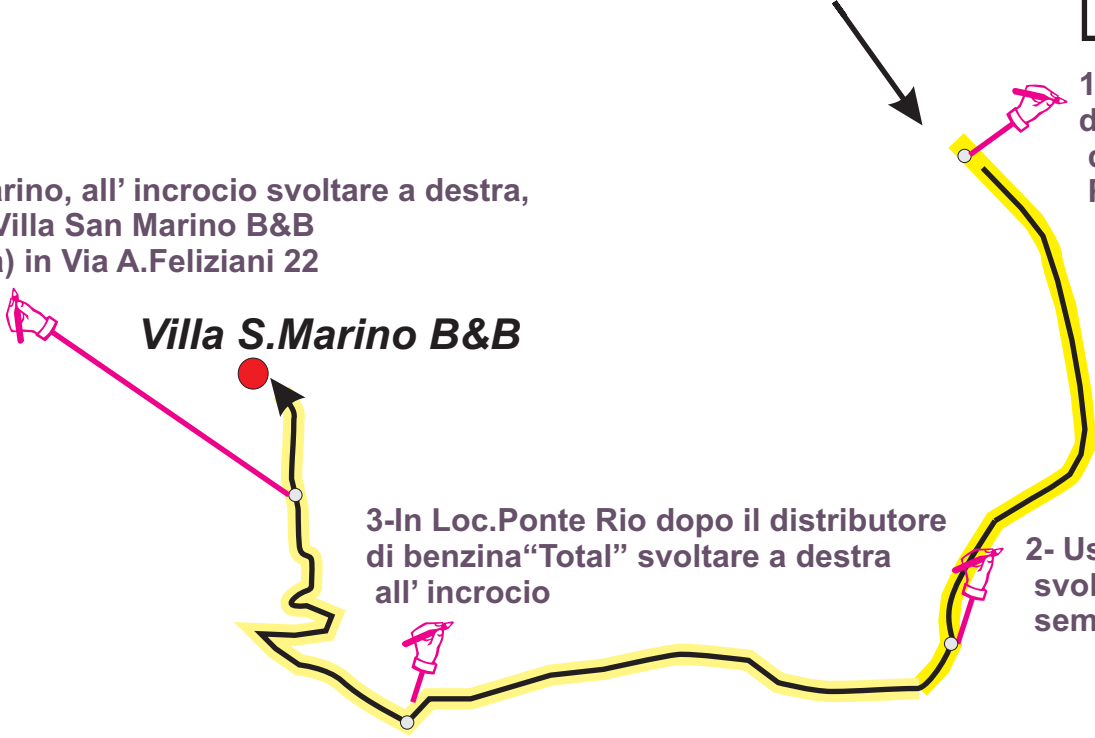 arino, all' incrocio svoltare a destra,
Villa San Marino B&B
) in Via A.Feliziani 22
Villa S.Marino B&B
3-In Loc.Ponte Rio dopo il distributore
di benzina“Total” svoltare a destra
all' incrocio
1
d
2- Us
svol
sem